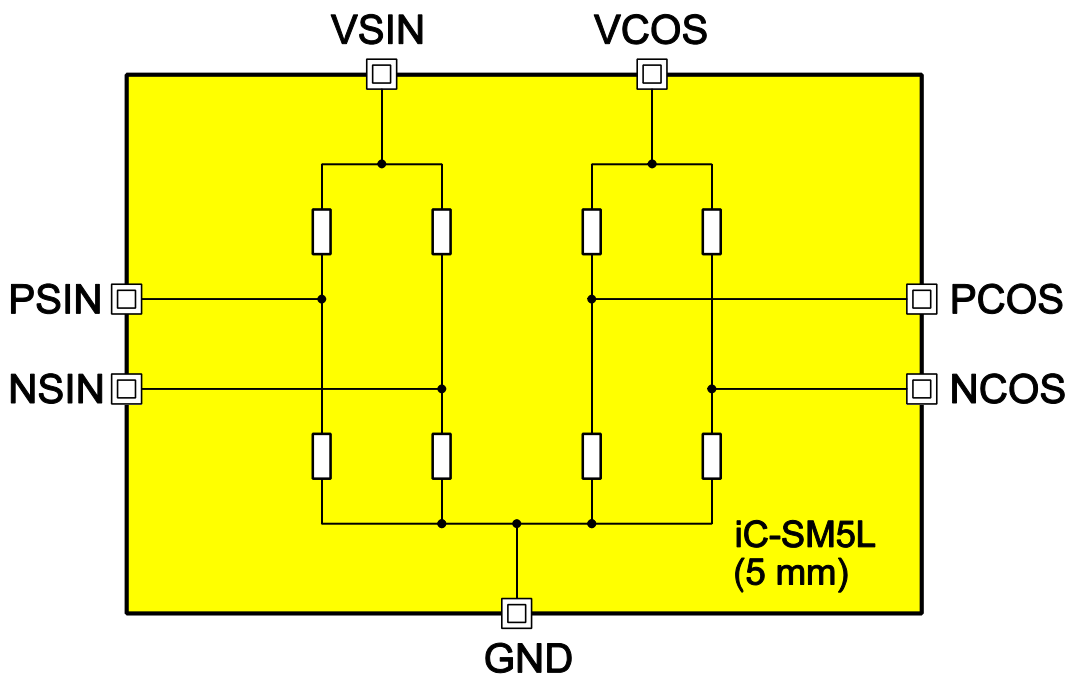 VSIN
VCOS
PSIN
PCOS
NSIN
NCOS
iC-SM5L
(5 mm)
GND